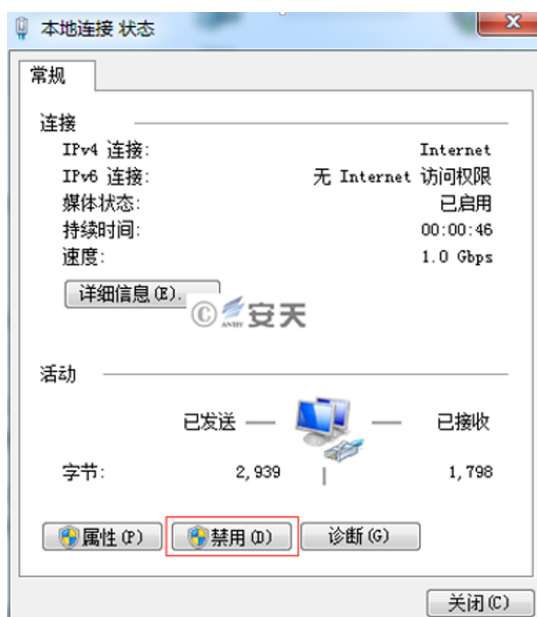 本地连接 状态
常规
连接
IPv4 连接: Internet
IPv6 连接: 无 Internet 访问权限
媒体状态: 已启用
持续时间: 00:00:46
速度: 1.0 Gbps
详细信息(E)...
© ANTIY 安天
活动
已发送 — — 已接收
字节: 2,939 | 1,798
属性(P) 禁用(D) 诊断(G)
关闭(C)